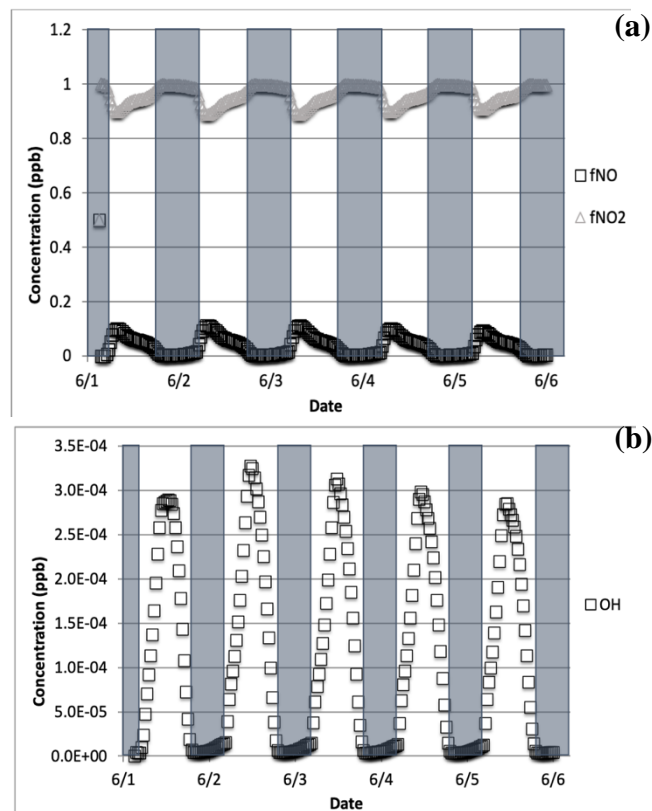 (a)
1.2
1
0.8
0.6
0.4
0.2
0
Concentration (ppb)
6/1 6/2 6/3 6/4 6/5 6/6
Date
fNO
fNO2
(b)
3.5E-04
3.0E-04
2.5E-04
2.0E-04
1.5E-04
1.0E-04
5.0E-05
0.0E+00
Concentration (ppb)
6/1 6/2 6/3 6/4 6/5 6/6
Date
OH